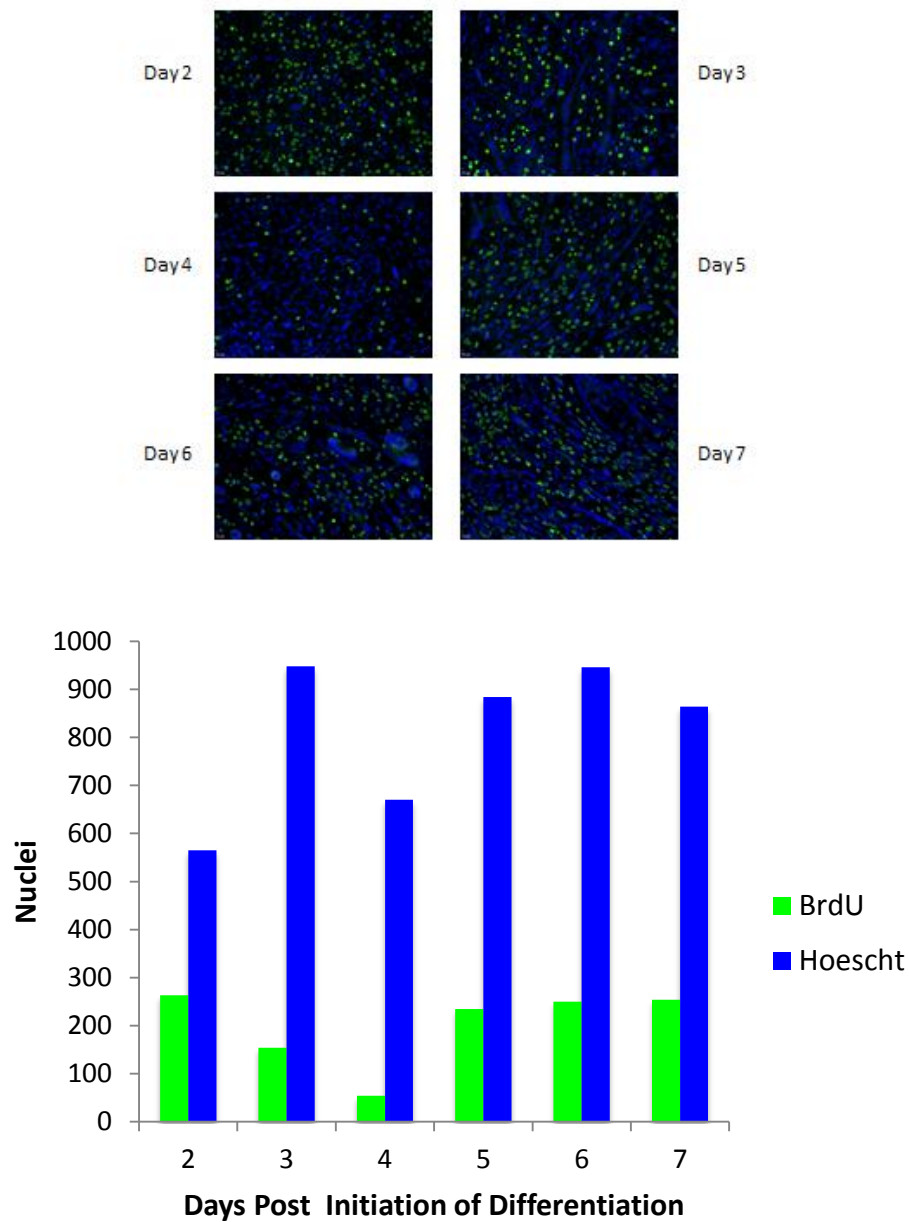 Day 2
Day 3
Day 4
Day 5
Day 6
Day 7
1000
900
800
700
600
500
400
300
200
100
0
Nuclei
2 3 4 5 6 7
Days Post Initiation of Differentiation
BrdU
Hoescht